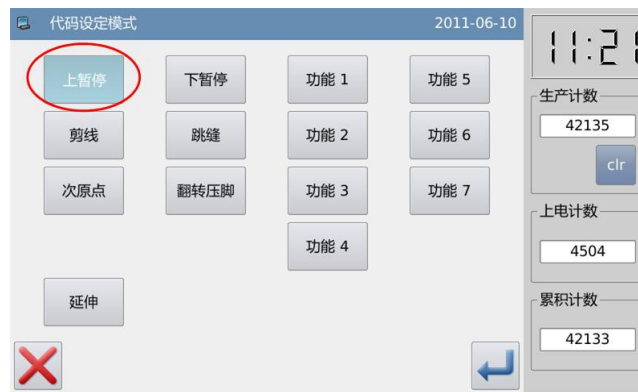 代码设定模式 2011-06-10
上暂停 下暂停 功能 1 功能 5
剪线 跳缝 功能 2 功能 6
次原点 翻转压脚 功能 3 功能 7
功能 4
延伸
11:21
生产计数
42135
clr
上电计数
4504
累积计数
42133